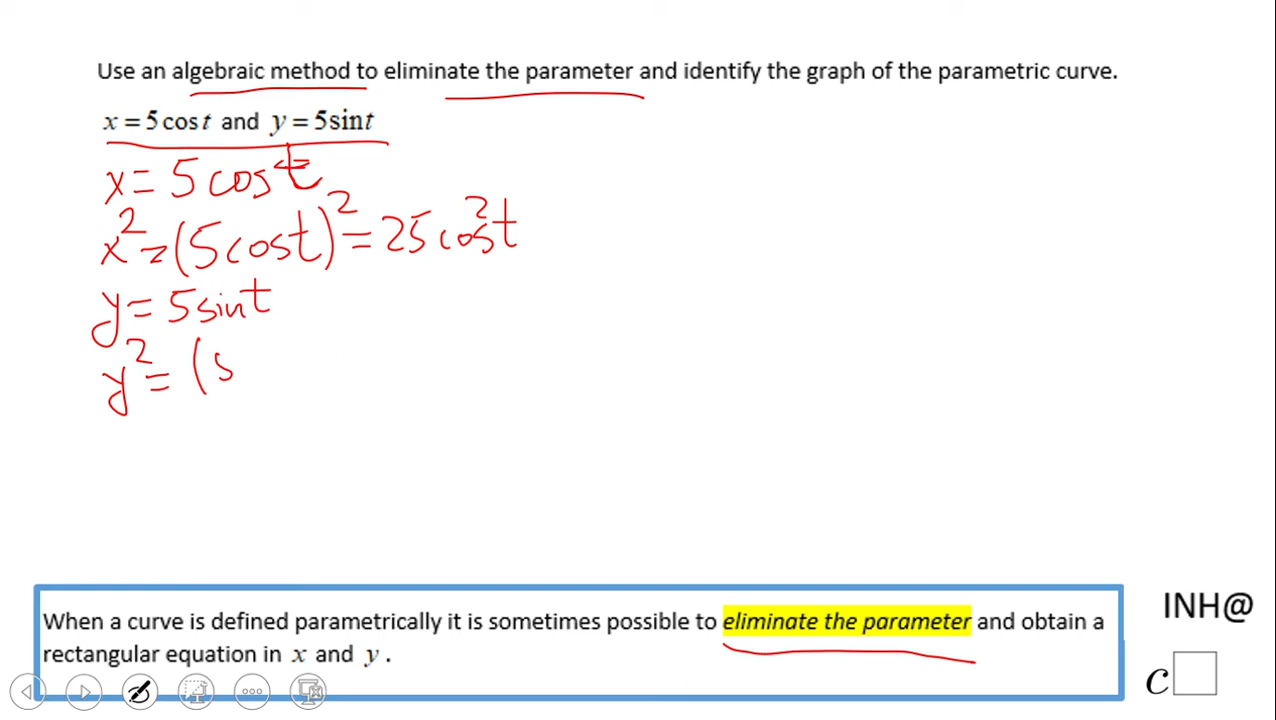 Use an algebraic method to eliminate the parameter and identify the graph of the parametric curve.
x = 5 cos t and y = 5 sin t
x = 5 cos t
x² = (5 cos t)² = 25 cos² t
y = 5 sin t
y² = (5
When a curve is defined parametrically it is sometimes possible to eliminate the parameter and obtain a
rectangular equation in x and y .
INH@
c